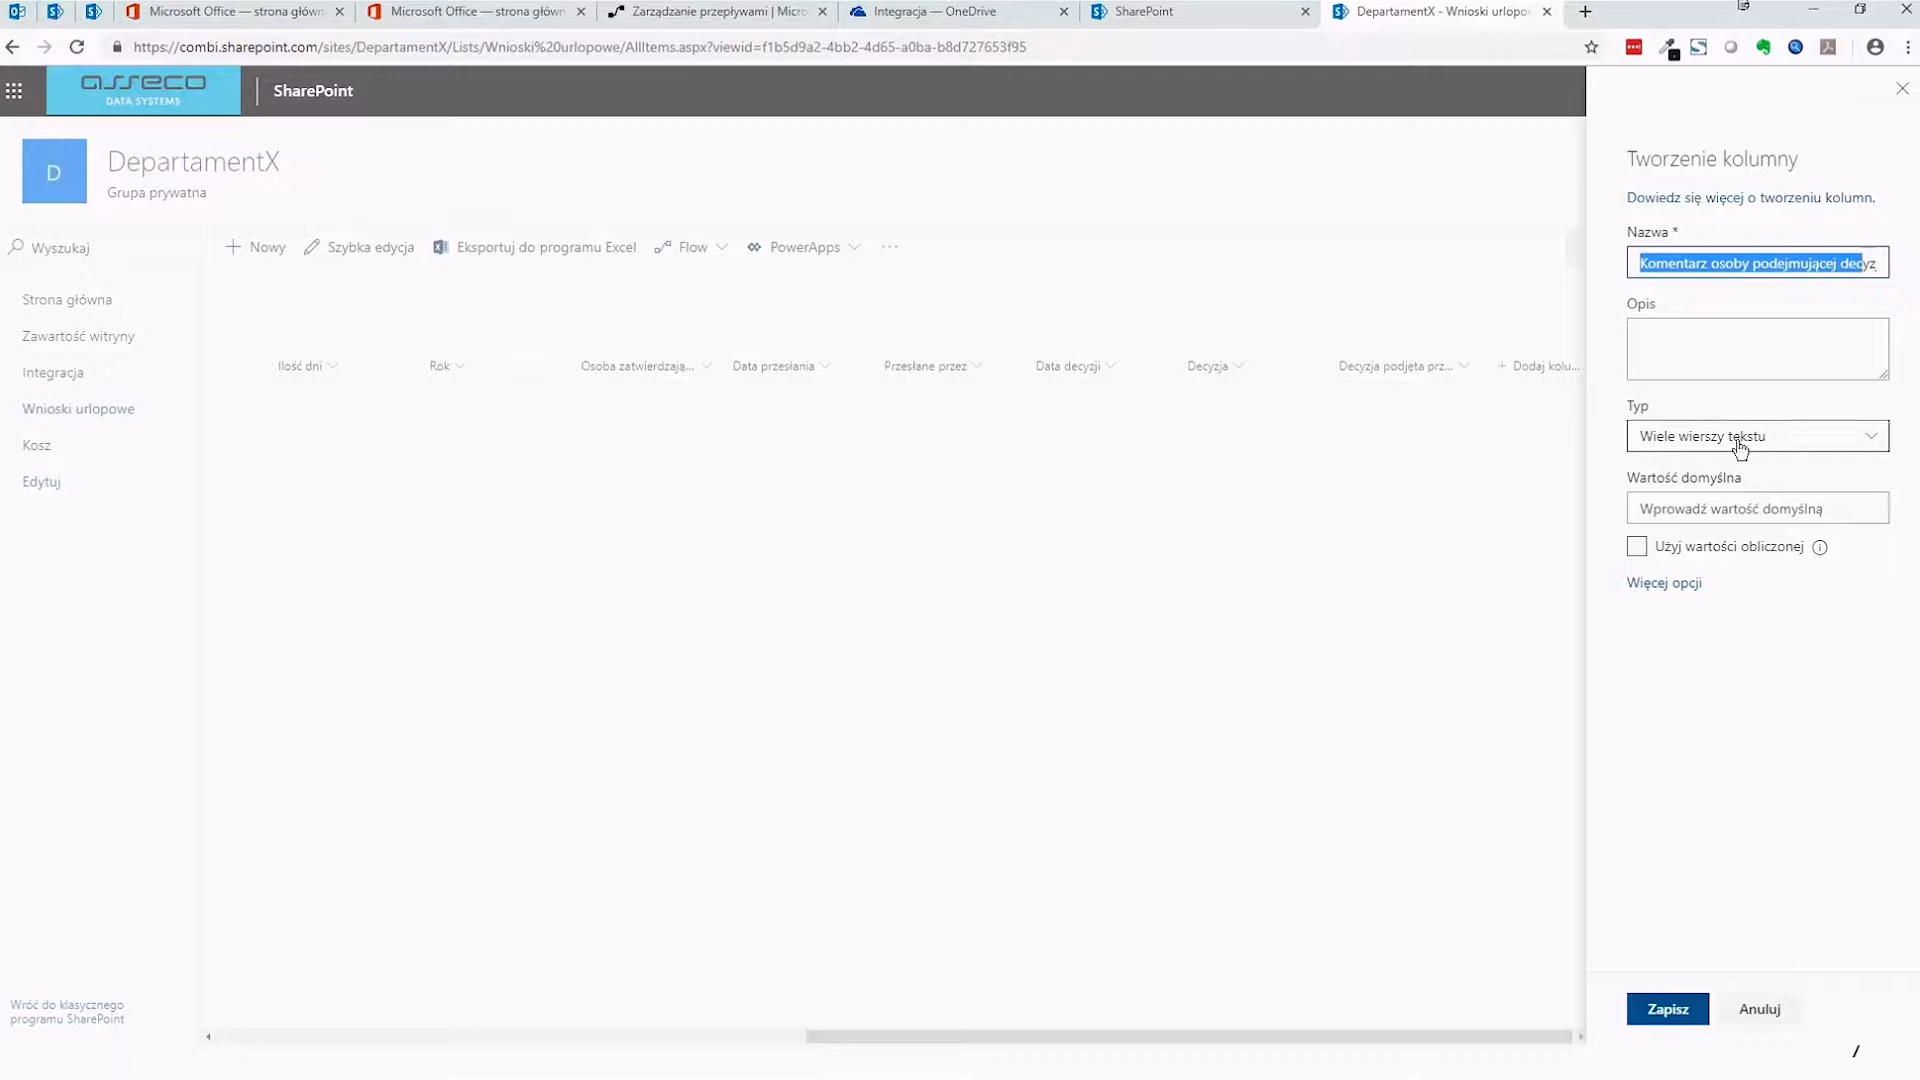 Microsoft Office — strona główn
Microsoft Office — strona główn
Zarządzanie przepływami | Micro
Integracja — OneDrive
SharePoint
DepartamentX - Wnioski urlopo
https://combi.sharepoint.com/sites/DepartamentX/Lists/Wnioski%20urlopowe/AllItems.aspx?viewid=f1b5d9a2-4bb2-4d65-a0ba-b8d727653f95
asseco
DATA SYSTEMS
SharePoint
D
DepartamentX
Grupa prywatna
Wyszukaj
Nowy
Szybka edycja
Eksportuj do programu Excel
Flow
PowerApps
Strona główna
Zawartość witryny
Integracja
Wnioski urlopowe
Kosz
Edytuj
Ilość dni
Rok
Osoba zatwierdzają...
Data przesłania
Przesłane przez
Data decyzji
Decyzja
Decyzja podjęta prz...
+ Dodaj kolu...
Wróć do klasycznego
programu SharePoint
Tworzenie kolumny
Dowiedz się więcej o tworzeniu kolumn.
Nazwa *
Komentarz osoby podejmującej decyz
Opis
Typ
Wiele wierszy tekstu
Wartość domyślna
Wprowadź wartość domyślną
Użyj wartości obliczonej
Więcej opcji
Zapisz
Anuluj
/